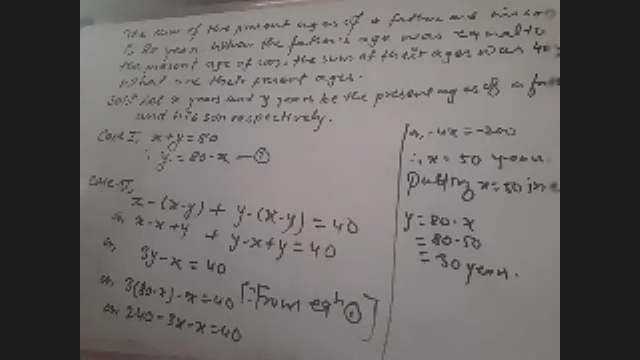 The sum of the present ages of a father and his son
is 80 years. When the father's age was equal to
the present age of son, the sum of their ages was 40
What are their present ages.
Let x years and y years be the present ages of a
and his son respectively.
Case I, x+y=80
∴ y=80-x —
Case II,
x-(x-y) + y-(x-y)=40
or, x-x+y + y-x+y=40
or, 3y-x=40
or, 3(80-x)-x=40 [∵ From eqn ①]
or, 240-3x-x=40
or, -4x=-200
∴ x= 50 years.
Putting x=50 in
y=80-x
= 80-50
= 30 years.